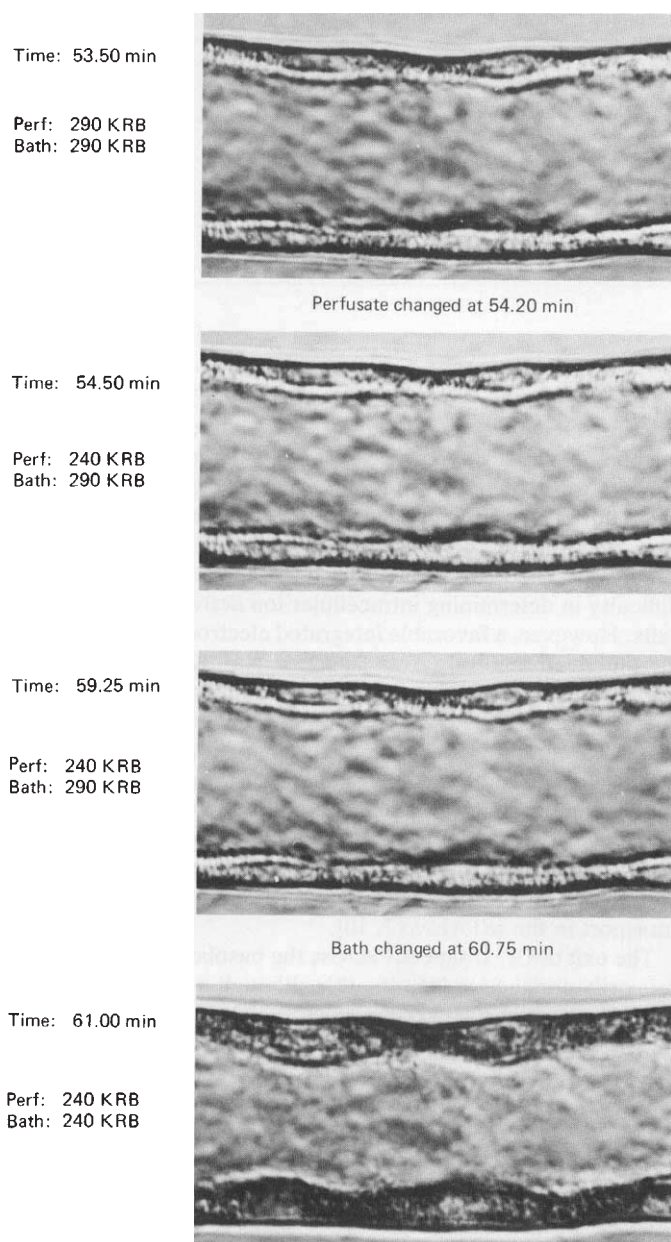 Time: 53.50 min
Perf: 290 KRB
Bath: 290 KRB
Perfusate changed at 54.20 min
Time: 54.50 min
Perf: 240 KRB
Bath: 290 KRB
Time: 59.25 min
Perf: 240 KRB
Bath: 290 KRB
Bath changed at 60.75 min
Time: 61.00 min
Perf: 240 KRB
Bath: 240 KRB